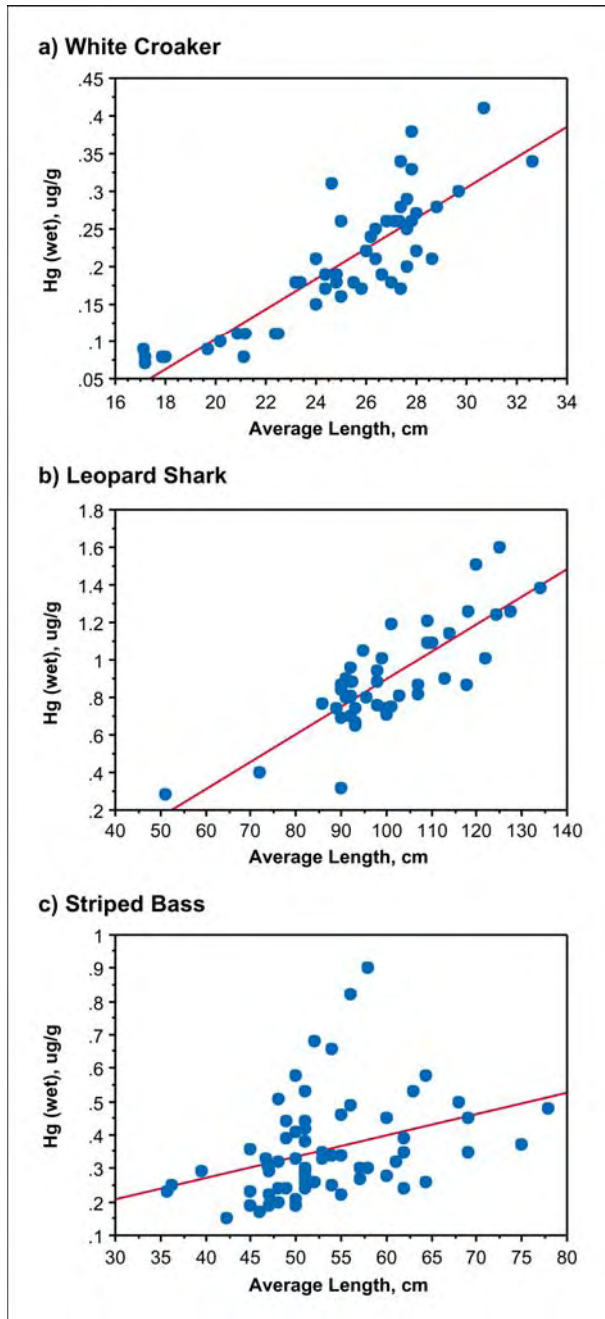 a) White Croaker
.45
.4
.35
.3
.25
.2
.15
.1
.05
Hg (wet), ug/g
16 18 20 22 24 26 28 30 32 34
Average Length, cm
b) Leopard Shark
1.8
1.6
1.4
1.2
1
.8
.6
.4
.2
Hg (wet), ug/g
40 50 60 70 80 90 100 110 120 130 140
Average Length, cm
c) Striped Bass
1
.9
.8
.7
.6
.5
.4
.3
.2
.1
Hg (wet), ug/g
30 35 40 45 50 55 60 65 70 75 80
Average Length, cm